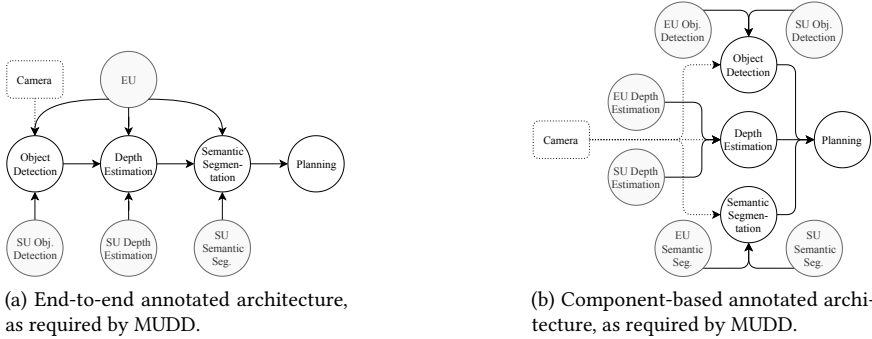 Camera
EU
Object
Detection
Depth
Estimation
Semantic
Segmen-
tation
Planning
SU Obj.
Detection
SU Depth
Estimation
SU
Semantic
Seg.
(a) End-to-end annotated architecture,
as required by MUDD.
EU Obj.
Detection
SU Obj.
Detection
Object
Detection
EU Depth
Estimation
Camera
Depth
Estimation
Planning
SU Depth
Estimation
Semantic
Segmen-
tation
EU
Semantic
Seg.
SU
Semantic
Seg.
(b) Component-based annotated archi-
tecture, as required by MUDD.